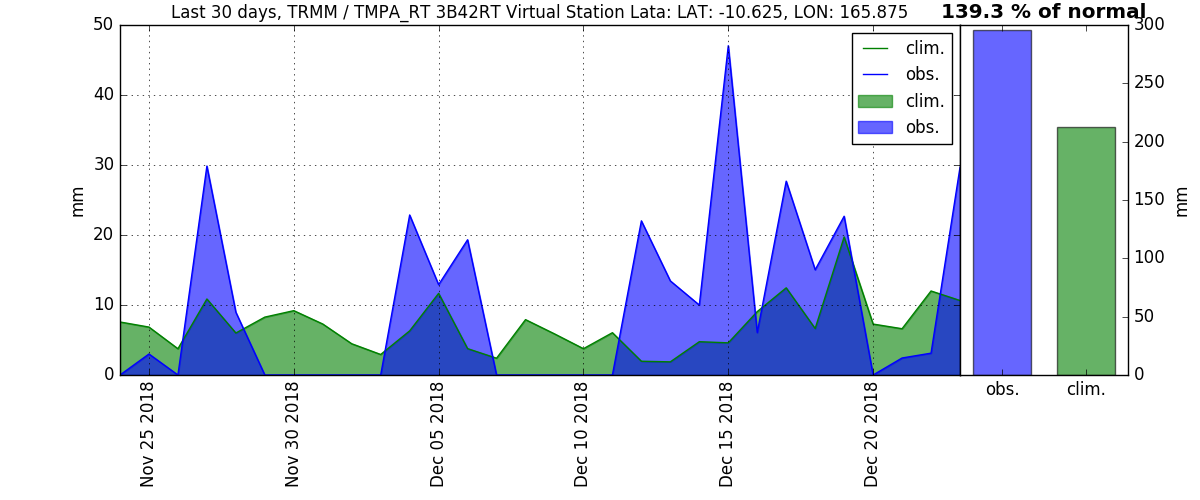 Last 30 days, TRMM / TMPA_RT 3B42RT Virtual Station Lata: LAT: -10.625, LON: 165.875
139.3 % of normal
50
40
30
20
10
0
mm
clim.
obs.
clim.
obs.
300
250
200
150
100
50
0
mm
Nov 25 2018
Nov 30 2018
Dec 05 2018
Dec 10 2018
Dec 15 2018
Dec 20 2018
obs.
clim.